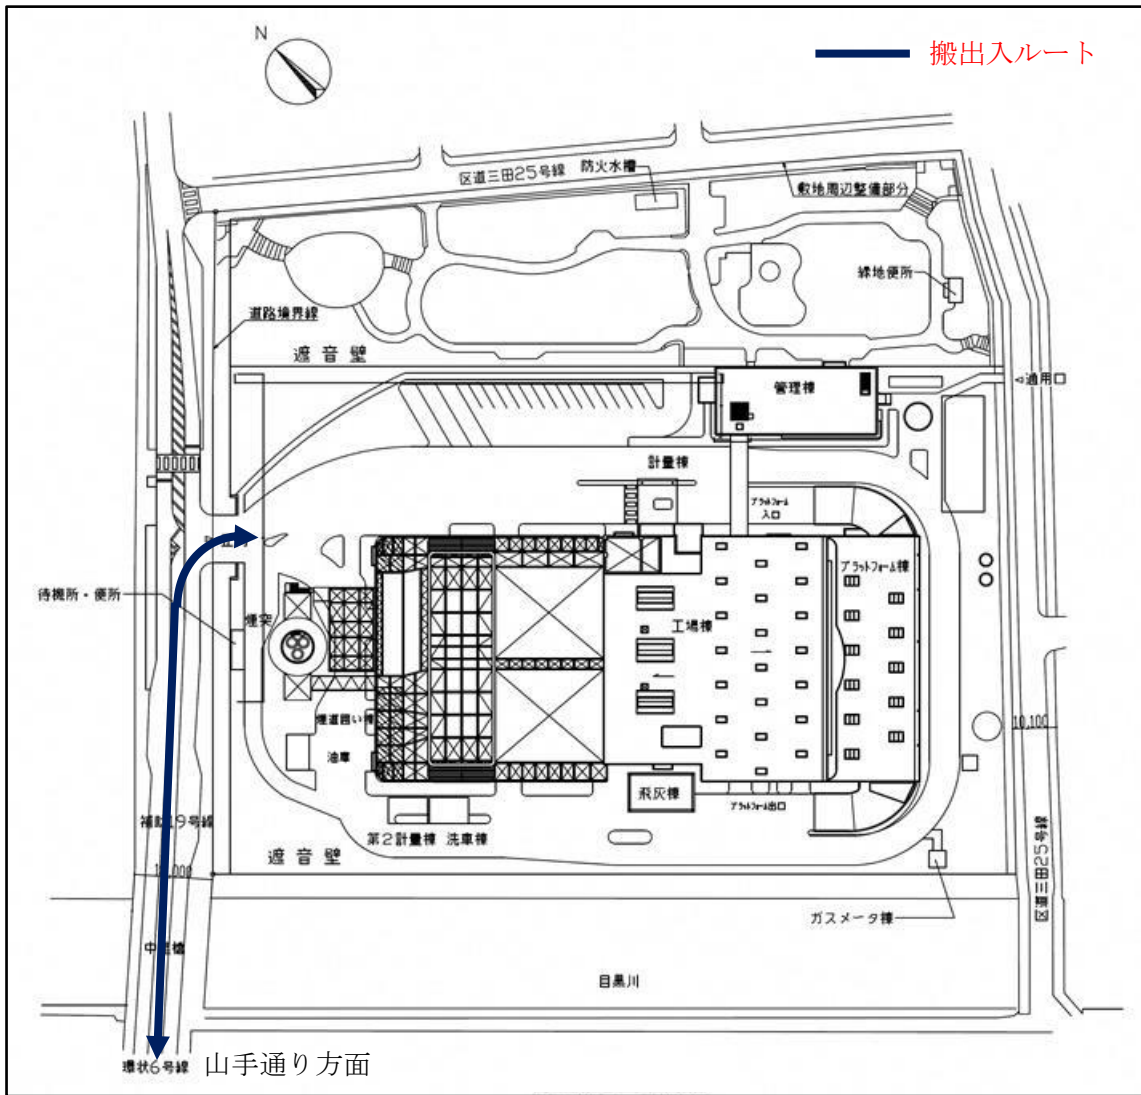 N
搬出入ルート
区道三田25号線
防火水槽
敷地周辺整備部分
緑地便所
道路境界線
遮音壁
管理棟
通用口
計量棟
プラットフォーム
入口
プラットフォーム棟
待機所・便所
煙突
工場棟
煙道囲い棟
油庫
10,100
飛灰棟
プラットフォーム出口
補助19号線
第2計量棟
洗車棟
遮音壁
区道三田25号線
ガスメータ棟
目黒川
環状6号線
山手通り方面